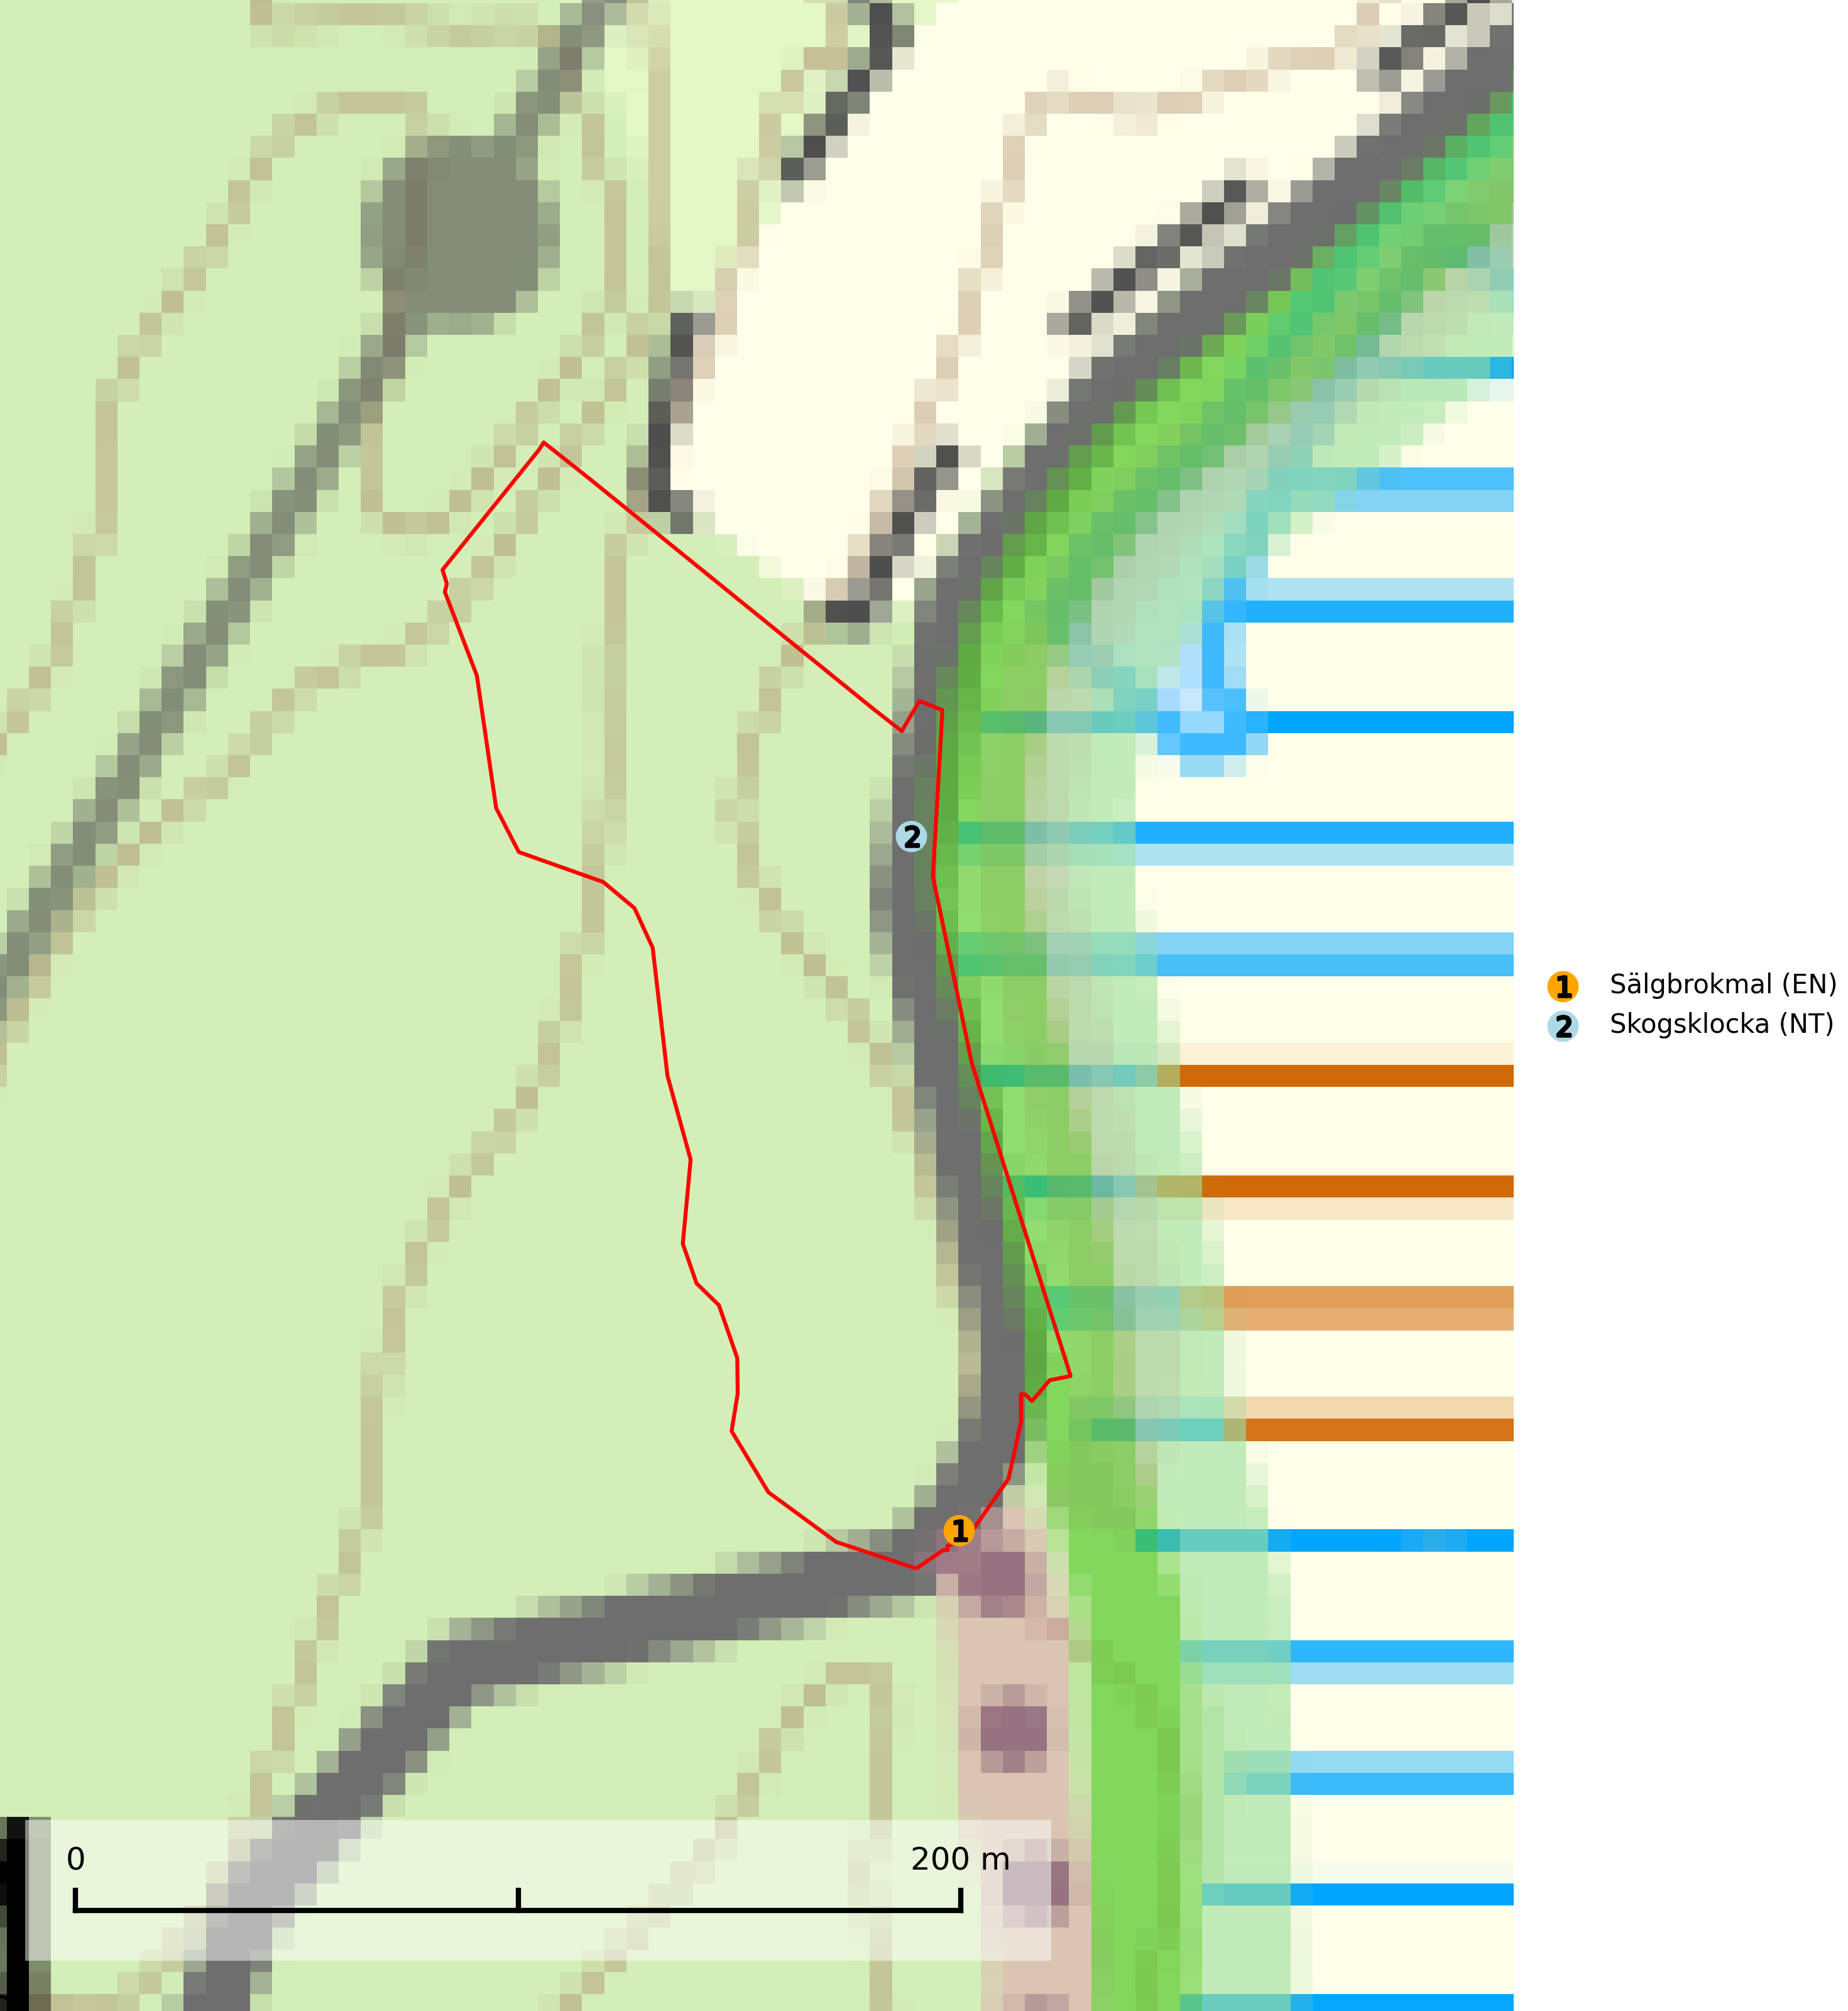 2
1
1 Sälgbrokmal (EN)
2 Skogsklocka (NT)
0 200 m